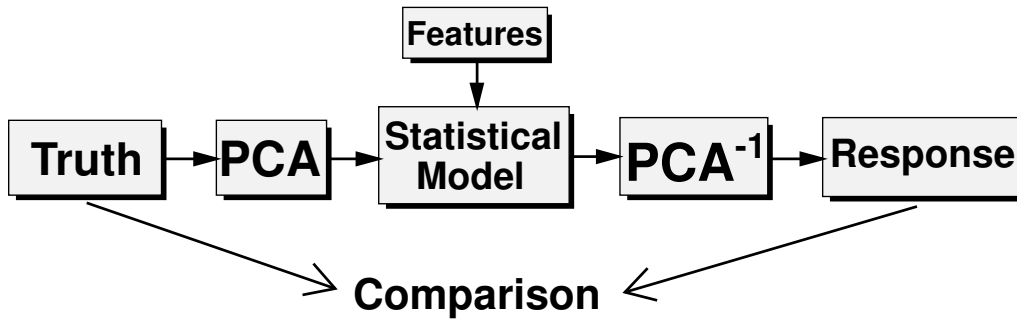 Features
Truth
PCA
Statistical
Model
PCA⁻¹
Response
Comparison